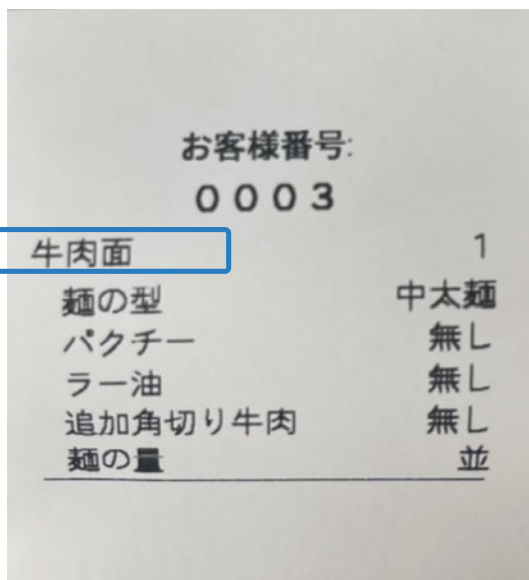 お客様番号:
0003
牛肉面 1
麺の型 中太麺
パクチー 無し
ラー油 無し
追加角切り牛肉 無し
麺の量 並